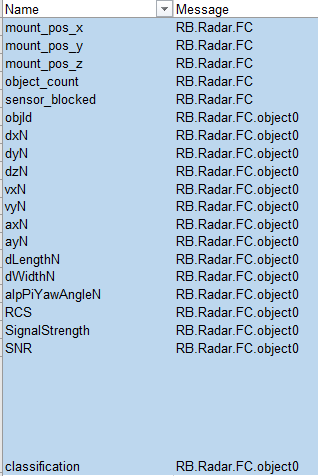 Name Message
mount_pos_x RB.Radar.FC
mount_pos_y RB.Radar.FC
mount_pos_z RB.Radar.FC
object_count RB.Radar.FC
sensor_blocked RB.Radar.FC
objId RB.Radar.FC.object0
dxN RB.Radar.FC.object0
dyN RB.Radar.FC.object0
dzN RB.Radar.FC.object0
vxN RB.Radar.FC.object0
vyN RB.Radar.FC.object0
axN RB.Radar.FC.object0
ayN RB.Radar.FC.object0
dLengthN RB.Radar.FC.object0
dWidthN RB.Radar.FC.object0
alpPiYawAngleN RB.Radar.FC.object0
RCS RB.Radar.FC.object0
SignalStrength RB.Radar.FC.object0
SNR RB.Radar.FC.object0
classification RB.Radar.FC.object0